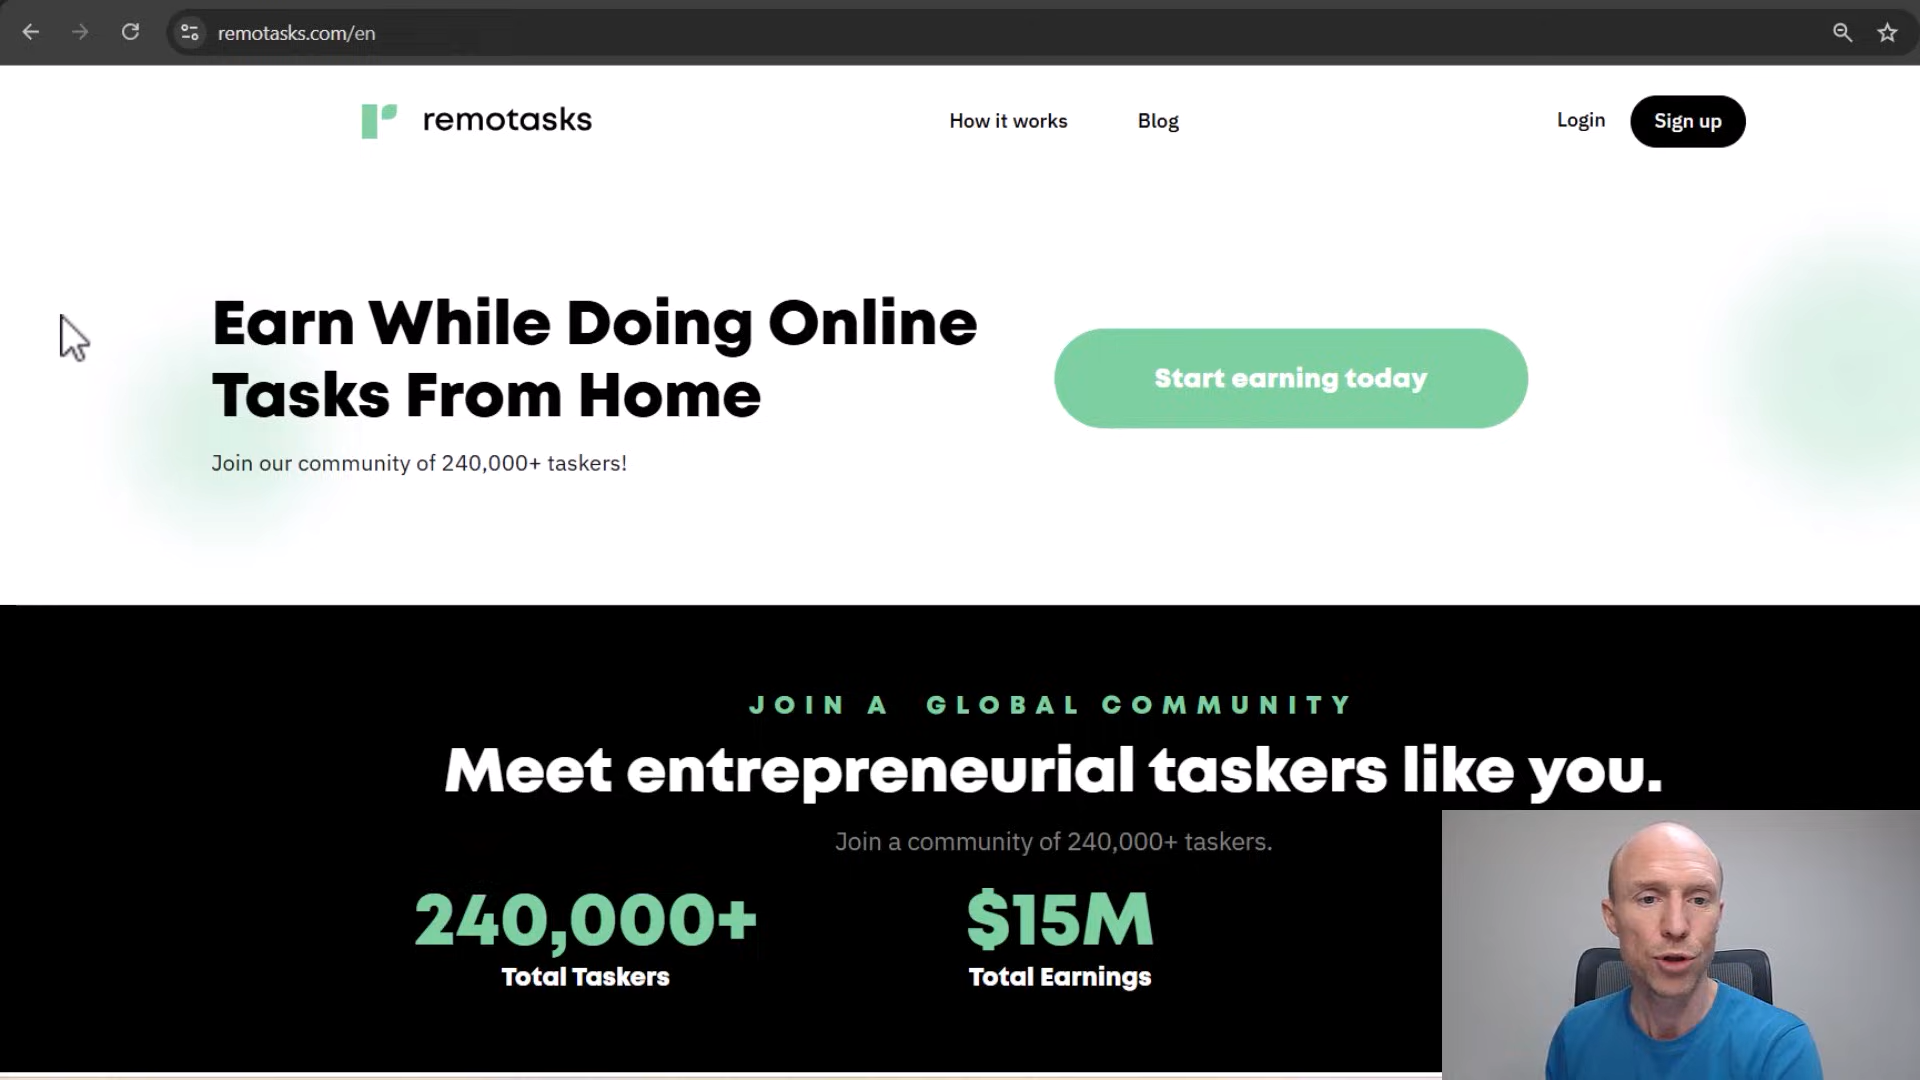 remotasks.com/en
remotasks
How it works
Blog
Login
Sign up
Earn While Doing Online
Tasks From Home
Join our community of 240,000+ taskers!
Start earning today
JOIN A GLOBAL COMMUNITY
Meet entrepreneurial taskers like you.
Join a community of 240,000+ taskers.
240,000+
Total Taskers
$15M
Total Earnings